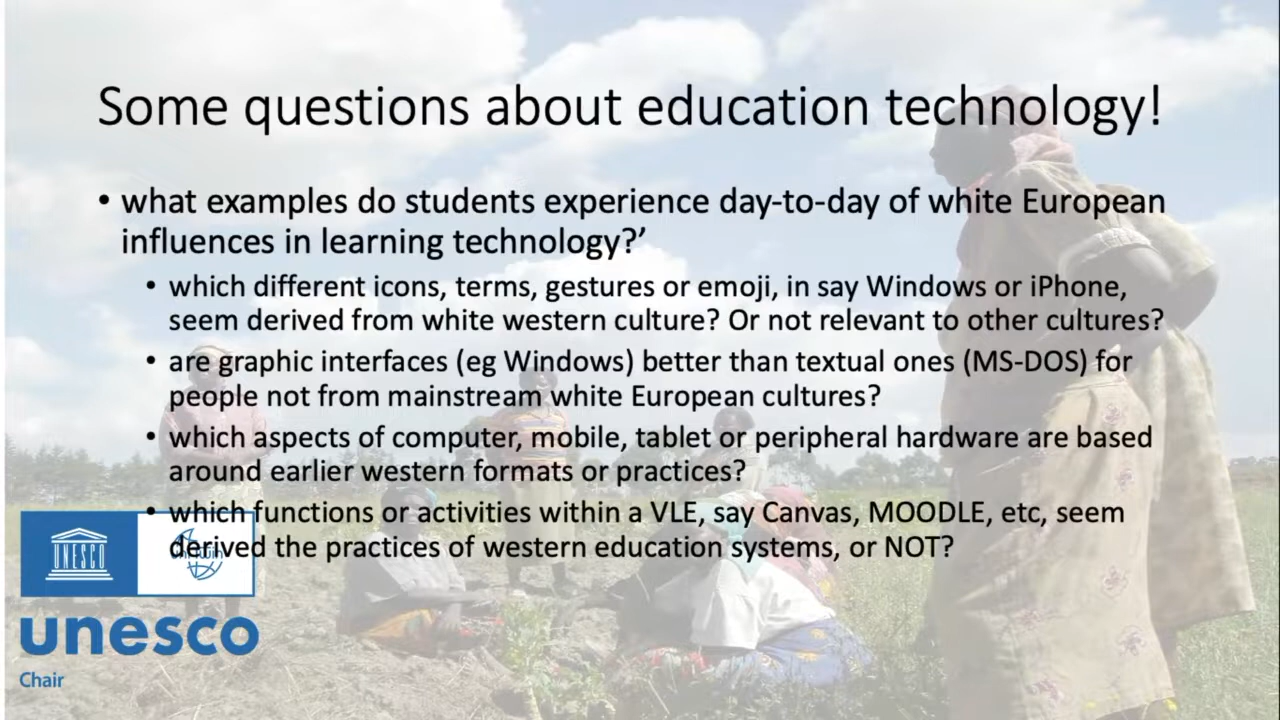 Some questions about education technology!
• what examples do students experience day-to-day of white European
influences in learning technology?’
• which different icons, terms, gestures or emoji, in say Windows or iPhone,
seem derived from white western culture? Or not relevant to other cultures?
• are graphic interfaces (eg Windows) better than textual ones (MS-DOS) for
people not from mainstream white European cultures?
• which aspects of computer, mobile, tablet or peripheral hardware are based
around earlier western formats or practices?
• which functions or activities within a VLE, say Canvas, MOODLE, etc, seem
derived the practices of western education systems, or NOT?
UNESCO
unesco
Chair